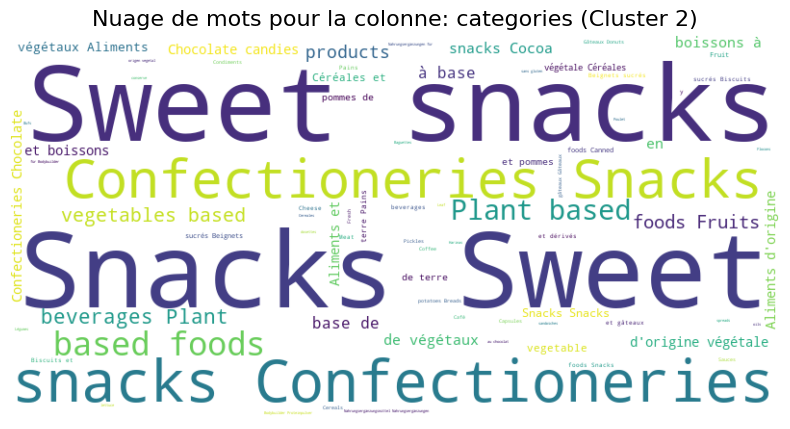 Nuage de mots pour la colonne: categories (Cluster 2)
végétaux Aliments
Chocolate candies
products
snacks Cocoa
boissons à
Fruit
Céréales et
à base
végétale Céréales
Beignets sucrés
sucrés Biscuits
pommes de
Sweet snacks
et boissons
foods Canned
en
et pommes
Confectioneries Chocolate
Confectioneries Snacks
vegetables based
Cheese
beverages
Plant based
foods Fruits
Aliments et
terre Pains
Meat
sucrés Beignets
Pickles
Coffee
et dérivés
Snacks Sweet
Aliments d'origine
de terre
potatoes Breads
beverages Plant
base de
Café
Capsules
Snacks Snacks
et gâteaux
based foods
de végétaux
vegetable
d'origine végétale
Biscuits et
foods Snacks
snacks Confectioneries
Cereals